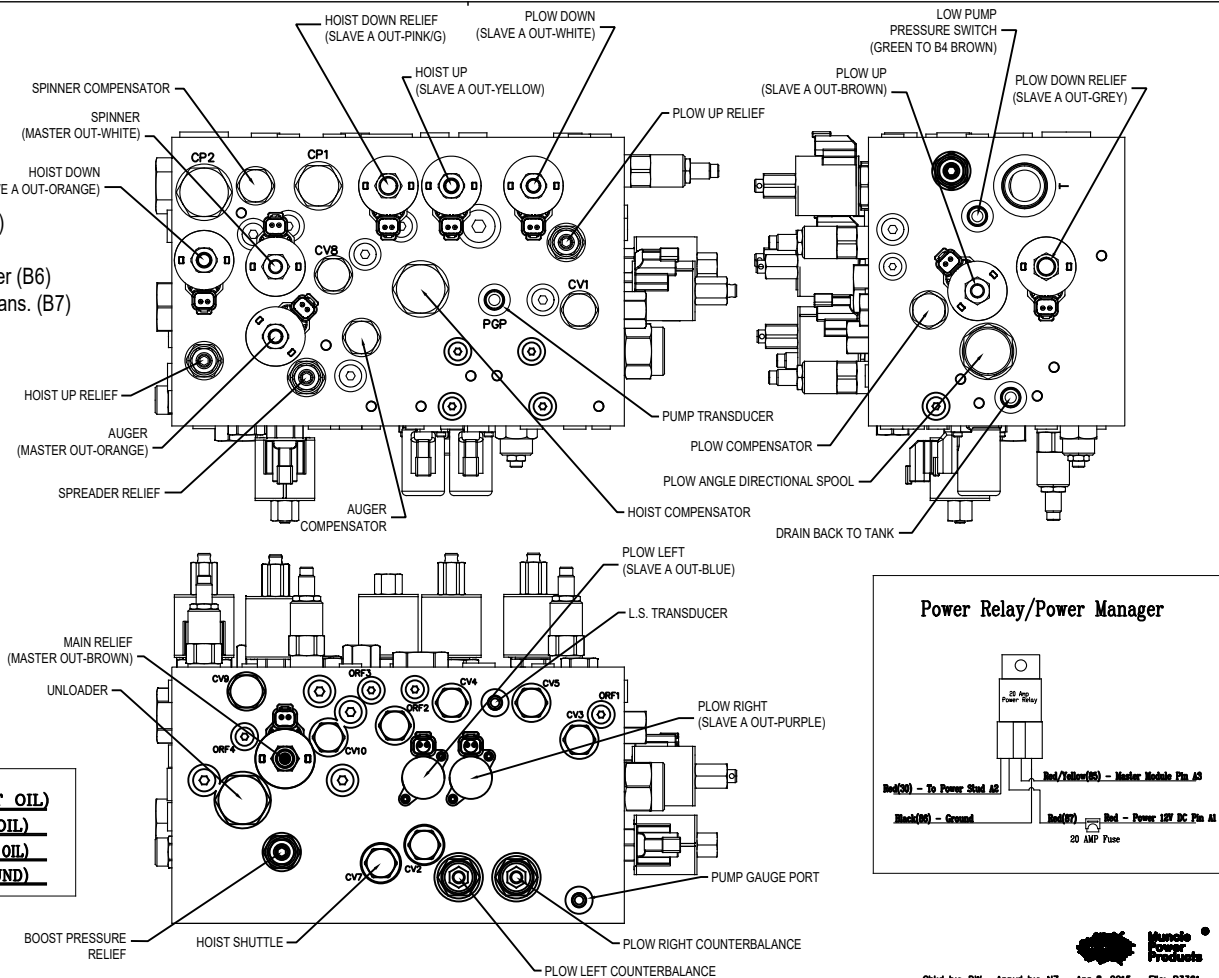 HOIST DOWN RELIEF
(SLAVE A OUT-PINK/G)
PLOW DOWN
(SLAVE A OUT-WHITE)
HOIST UP
(SLAVE A OUT-YELLOW)
SPINNER COMPENSATOR
SPINNER
(MASTER OUT-WHITE)
HOIST DOWN
A OUT-ORANGE)
)
er (B6)
ans. (B7)
PLOW UP RELIEF
CP2
CP1
CV8
CV1
PGP
HOIST UP RELIEF
AUGER
(MASTER OUT-ORANGE)
SPREADER RELIEF
AUGER
COMPENSATOR
PUMP TRANSDUCER
HOIST COMPENSATOR
LOW PUMP
PRESSURE SWITCH
(GREEN TO B4 BROWN)
PLOW UP
(SLAVE A OUT-BROWN)
PLOW DOWN RELIEF
(SLAVE A OUT-GREY)
T
PLOW COMPENSATOR
PLOW ANGLE DIRECTIONAL SPOOL
DRAIN BACK TO TANK
PLOW LEFT
(SLAVE A OUT-BLUE)
L.S. TRANSDUCER
MAIN RELIEF
(MASTER OUT-BROWN)
UNLOADER
PLOW RIGHT
(SLAVE A OUT-PURPLE)
CV9
ORF3
CV4
CV5
ORF1
ORF2
CV3
ORF4
CV10
CV7
CV2
PUMP GAUGE PORT
BOOST PRESSURE
RELIEF
HOIST SHUTTLE
PLOW RIGHT COUNTERBALANCE
PLOW LEFT COUNTERBALANCE
OIL)
OIL)
OIL)
UND)
Power Relay/Power Manager
20 Amp
Power Relay
Red/Yellow(85) - Master Module Pin A3
Red(30) - To Power Stud A2
Black(86) - Ground
Red(87)
Red - Power 12V DC Pin A1
20 AMP Fuse
Muncie
Power
Products
®